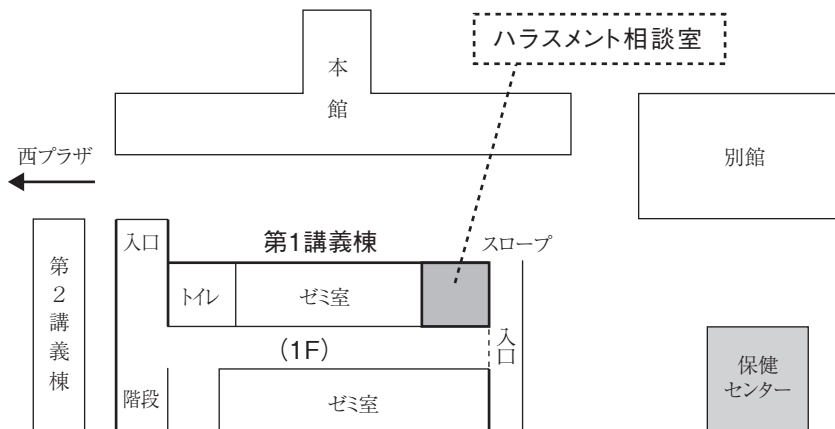 ハラスメント相談室
本館
別館
西プラザ
入口
第1講義棟
スロープ
第2講義棟
トイレ
ゼミ室
(1F)
入口
階段
ゼミ室
保健
センター